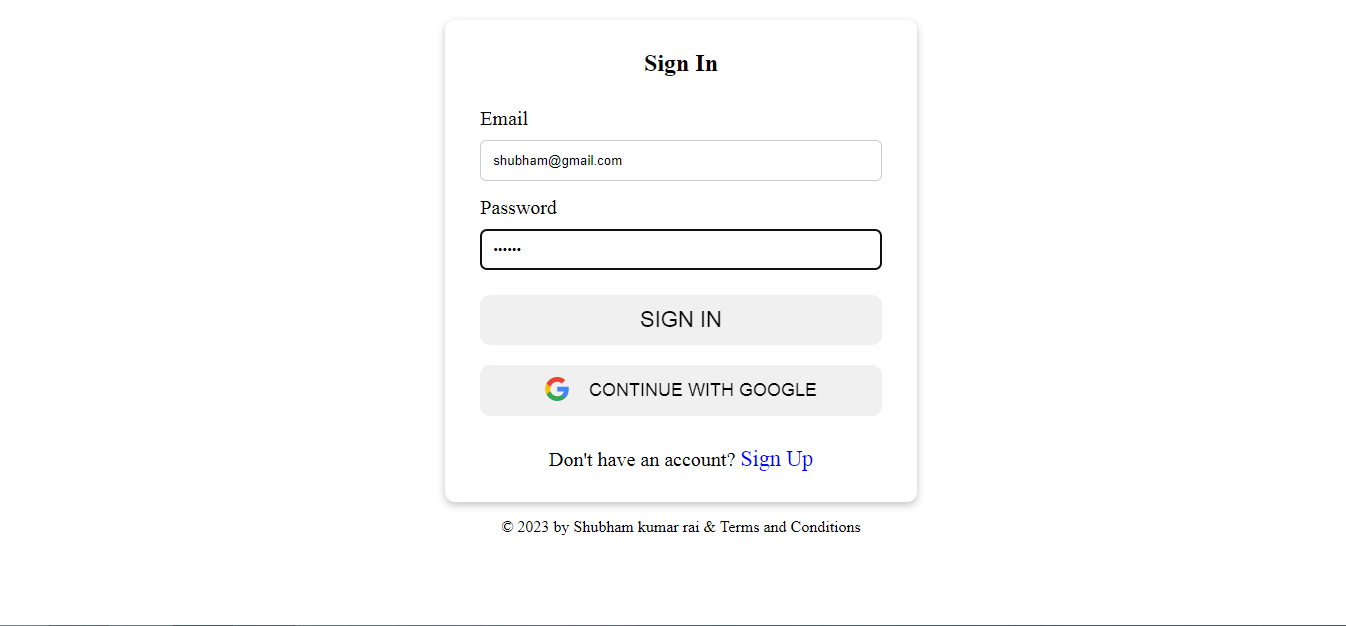 Sign In
Email
shubham@gmail.com
Password
••••••
SIGN IN
CONTINUE WITH GOOGLE
Don't have an account? Sign Up
© 2023 by Shubham kumar rai & Terms and Conditions